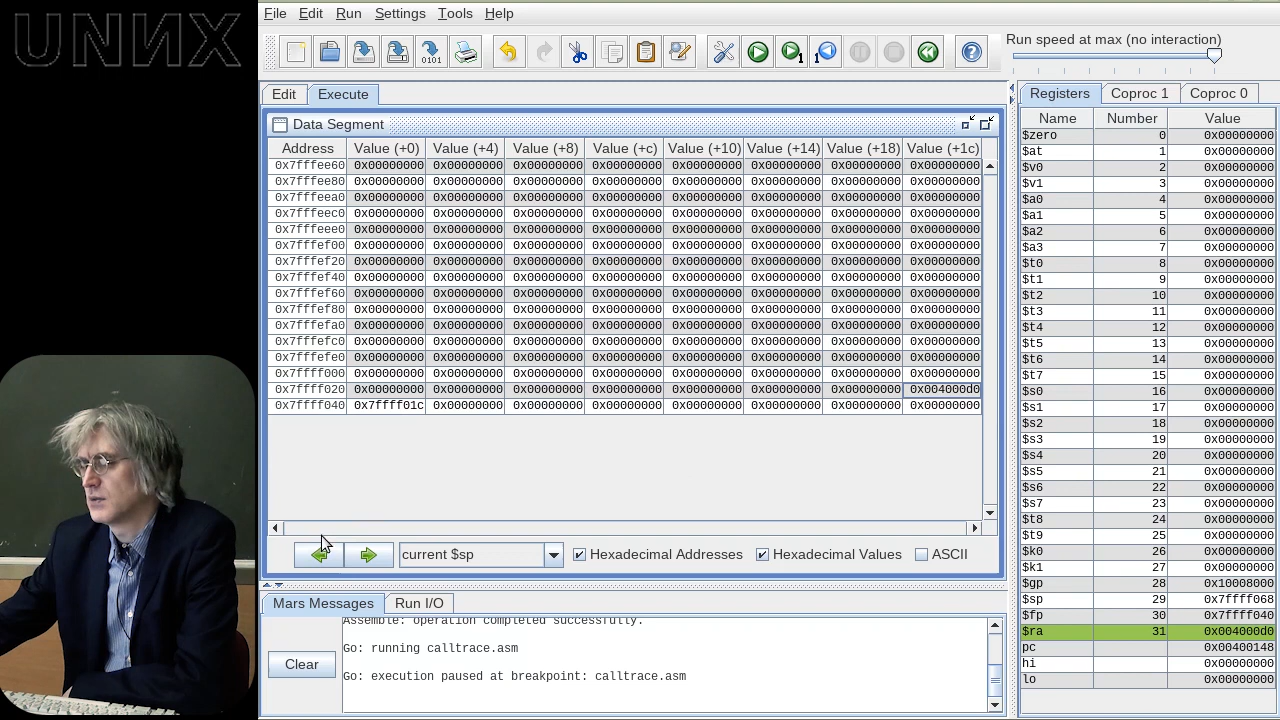 UNИX
File Edit Run Settings Tools Help
0101
1
1
?
Run speed at max (no interaction)
Edit Execute
Data Segment
Address Value (+0) Value (+4) Value (+8) Value (+c) Value (+10) Value (+14) Value (+18) Value (+1c)
0x7fffee60 0x00000000 0x00000000 0x00000000 0x00000000 0x00000000 0x00000000 0x00000000 0x00000000
0x7fffee80 0x00000000 0x00000000 0x00000000 0x00000000 0x00000000 0x00000000 0x00000000 0x00000000
0x7fffeea0 0x00000000 0x00000000 0x00000000 0x00000000 0x00000000 0x00000000 0x00000000 0x00000000
0x7fffeec0 0x00000000 0x00000000 0x00000000 0x00000000 0x00000000 0x00000000 0x00000000 0x00000000
0x7fffeee0 0x00000000 0x00000000 0x00000000 0x00000000 0x00000000 0x00000000 0x00000000 0x00000000
0x7fffef00 0x00000000 0x00000000 0x00000000 0x00000000 0x00000000 0x00000000 0x00000000 0x00000000
0x7fffef20 0x00000000 0x00000000 0x00000000 0x00000000 0x00000000 0x00000000 0x00000000 0x00000000
0x7fffef40 0x00000000 0x00000000 0x00000000 0x00000000 0x00000000 0x00000000 0x00000000 0x00000000
0x7fffef60 0x00000000 0x00000000 0x00000000 0x00000000 0x00000000 0x00000000 0x00000000 0x00000000
0x7fffef80 0x00000000 0x00000000 0x00000000 0x00000000 0x00000000 0x00000000 0x00000000 0x00000000
0x7fffefa0 0x00000000 0x00000000 0x00000000 0x00000000 0x00000000 0x00000000 0x00000000 0x00000000
0x7fffefc0 0x00000000 0x00000000 0x00000000 0x00000000 0x00000000 0x00000000 0x00000000 0x00000000
0x7fffefe0 0x00000000 0x00000000 0x00000000 0x00000000 0x00000000 0x00000000 0x00000000 0x00000000
0x7ffff000 0x00000000 0x00000000 0x00000000 0x00000000 0x00000000 0x00000000 0x00000000 0x00000000
0x7ffff020 0x00000000 0x00000000 0x00000000 0x00000000 0x00000000 0x00000000 0x00000000 0x004000d0
0x7ffff040 0x7ffff01c 0x00000000 0x00000000 0x00000000 0x00000000 0x00000000 0x00000000 0x00000000
current $sp Hexadecimal Addresses Hexadecimal Values ASCII
Mars Messages Run I/O
Clear
Assemble: operation completed successfully.
Go: running calltrace.asm
Go: execution paused at breakpoint: calltrace.asm
Registers Coproc 1 Coproc 0
Name Number Value
$zero 0 0x00000000
$at 1 0x00000000
$v0 2 0x00000000
$v1 3 0x00000000
$a0 4 0x00000000
$a1 5 0x00000000
$a2 6 0x00000000
$a3 7 0x00000000
$t0 8 0x00000000
$t1 9 0x00000000
$t2 10 0x00000000
$t3 11 0x00000000
$t4 12 0x00000000
$t5 13 0x00000000
$t6 14 0x00000000
$t7 15 0x00000000
$s0 16 0x00000000
$s1 17 0x00000000
$s2 18 0x00000000
$s3 19 0x00000000
$s4 20 0x00000000
$s5 21 0x00000000
$s6 22 0x00000000
$s7 23 0x00000000
$t8 24 0x00000000
$t9 25 0x00000000
$k0 26 0x00000000
$k1 27 0x00000000
$gp 28 0x10008000
$sp 29 0x7ffff068
$fp 30 0x7ffff040
$ra 31 0x004000d0
pc 0x00400148
hi 0x00000000
lo 0x00000000